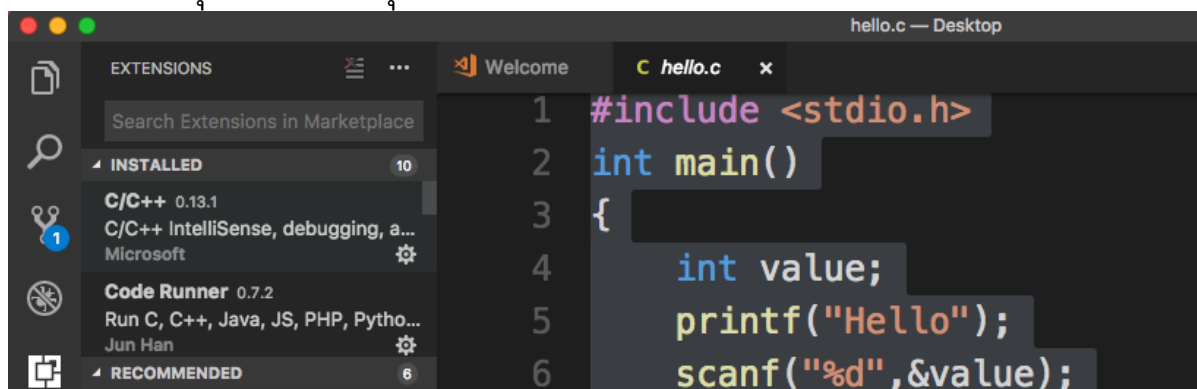 hello.c — Desktop
EXTENSIONS
Search Extensions in Marketplace
INSTALLED 10
C/C++ 0.13.1
C/C++ IntelliSense, debugging, a...
Microsoft
Code Runner 0.7.2
Run C, C++, Java, JS, PHP, Pytho...
Jun Han
RECOMMENDED 6
1
Welcome
C hello.c ×
1 #include <stdio.h>
2 int main()
3 {
4 int value;
5 printf("Hello");
6 scanf("%d",&value);